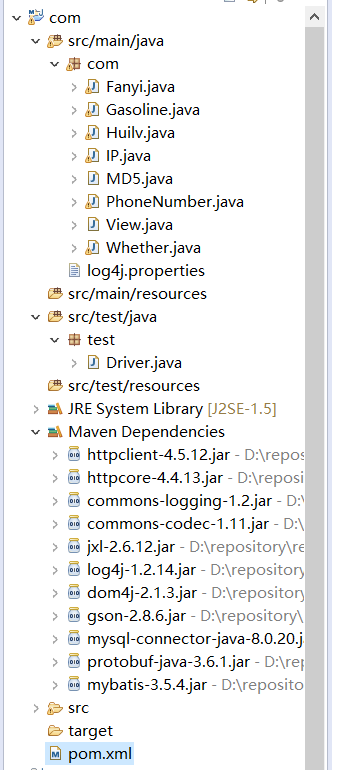 com
src/main/java
com
Fanyi.java
Gasoline.java
Huilv.java
IP.java
MD5.java
PhoneNumber.java
View.java
Whether.java
log4j.properties
src/main/resources
src/test/java
test
Driver.java
src/test/resources
JRE System Library [J2SE-1.5]
Maven Dependencies
httpclient-4.5.12.jar - D:\repos
httpcore-4.4.13.jar - D:\reposito
commons-logging-1.2.jar - D:\
commons-codec-1.11.jar - D:\r
jxl-2.6.12.jar - D:\repository\re
log4j-1.2.14.jar - D:\repository
dom4j-2.1.3.jar - D:\repository
gson-2.8.6.jar - D:\repository\
mysql-connector-java-8.0.20.j
protobuf-java-3.6.1.jar - D:\rep
mybatis-3.5.4.jar - D:\reposito
src
target
pom.xml